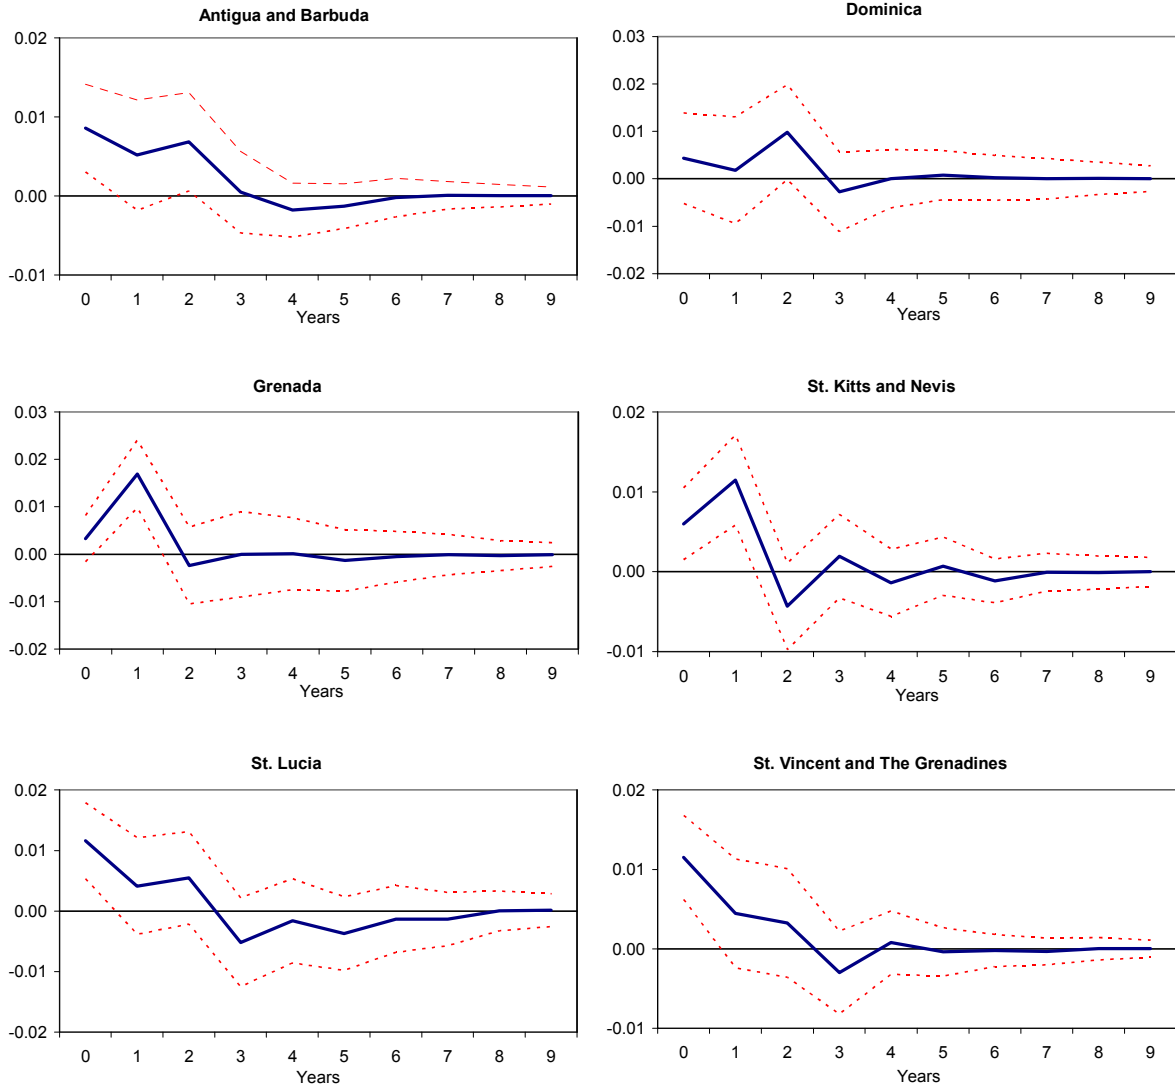 Antigua and Barbuda
0.02
0.01
0.00
-0.01
0 1 2 3 4 5 6 7 8 9
Years
Dominica
0.03
0.02
0.01
0.00
-0.01
-0.02
0 1 2 3 4 5 6 7 8 9
Years
Grenada
0.03
0.02
0.01
0.00
-0.01
-0.02
0 1 2 3 4 5 6 7 8 9
Years
St. Kitts and Nevis
0.02
0.01
0.00
-0.01
0 1 2 3 4 5 6 7 8 9
Years
St. Lucia
0.02
0.01
0.00
-0.01
-0.02
0 1 2 3 4 5 6 7 8 9
Years
St. Vincent and The Grenadines
0.02
0.01
0.00
-0.01
0 1 2 3 4 5 6 7 8 9
Years